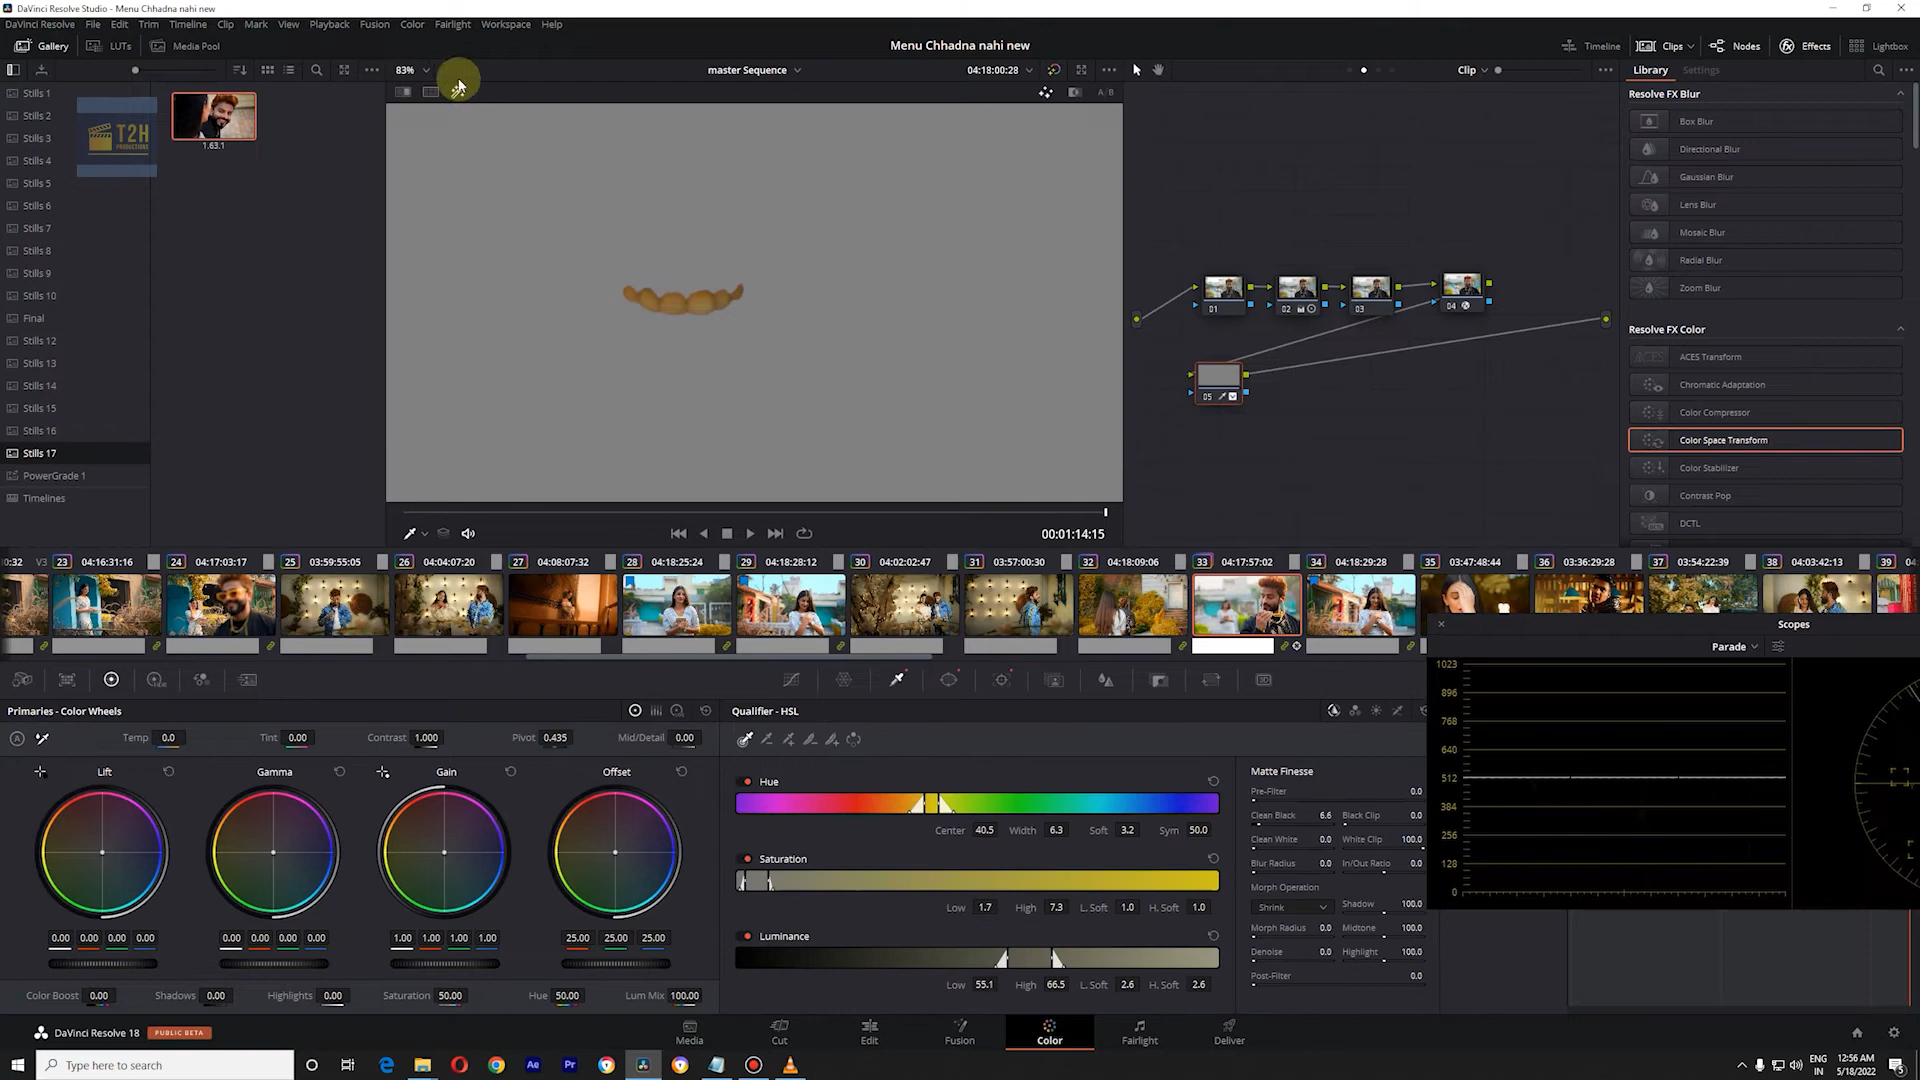 DaVinci Resolve Studio - Menu Chhadna nahi new
DaVinci Resolve File Edit Trim Timeline Clip Mark View Playback Fusion Color Fairlight Workspace Help
Gallery LUTs Media Pool Menu Chhadna nahi new Timeline Clips Nodes Effects Lightbox
83% master Sequence 04:18:00:28 Clip Library Settings
A/B
Stills 1
Stills 2
Stills 3
Stills 4
Stills 5
Stills 6
Stills 7
Stills 8
Stills 9
Stills 10
Final
Stills 12
Stills 13
Stills 14
Stills 15
Stills 16
Stills 17
PowerGrade 1
Timelines
T2H
PRODUCTIONS
1.63.1
01 02 03 04
05
Resolve FX Blur
Box Blur
Directional Blur
Gaussian Blur
Lens Blur
Mosaic Blur
Radial Blur
Zoom Blur
Resolve FX Color
ACES Transform
Chromatic Adaptation
Color Compressor
Color Space Transform
Color Stabilizer
Contrast Pop
DCTL
00:01:14:15
0:32 V3 23 04:16:31:16 24 04:17:03:17 25 03:59:55:05 26 04:04:07:20 27 04:08:07:32 28 04:18:25:24 29 04:18:28:12 30 04:02:02:47 31 03:57:00:30 32 04:18:09:06 33 04:17:57:02 34 04:18:29:28 35 03:47:48:44 36 03:36:29:28 37 03:54:22:39 38 04:03:42:13 39
Scopes
Parade
1023
896
768
640
512
384
256
128
0
Primaries - Color Wheels
Temp 0.0 Tint 0.00 Contrast 1.000 Pivot 0.435 Mid/Detail 0.00
Lift Gamma Gain Offset
0.00 0.00 0.00 0.00 0.00 0.00 0.00 0.00 1.00 1.00 1.00 1.00 25.00 25.00 25.00
Color Boost 0.00 Shadows 0.00 Highlights 0.00 Saturation 50.00 Hue 50.00 Lum Mix 100.00
Qualifier - HSL
Hue
Center 40.5 Width 6.3 Soft 3.2 Sym 50.0
Saturation
Low 1.7 High 7.3 L. Soft 1.0 H. Soft 1.0
Luminance
Low 55.1 High 66.5 L. Soft 2.6 H. Soft 2.6
Matte Finesse
Pre-Filter 0.0
Clean Black 6.6 Black Clip 0.0
Clean White 0.0 White Clip 100.0
Blur Radius 0.0 In/Out Ratio 0.0
Morph Operation
Shrink Shadow 100.0
Morph Radius 0.0 Midtone 100.0
Denoise 0.0 Highlight 100.0
Post-Filter 0.0
DaVinci Resolve 18 PUBLIC BETA
Media Cut Edit Fusion Color Fairlight Deliver
Type here to search
Ae Pr
ENG
IN
12:56 AM
5/18/2022
5